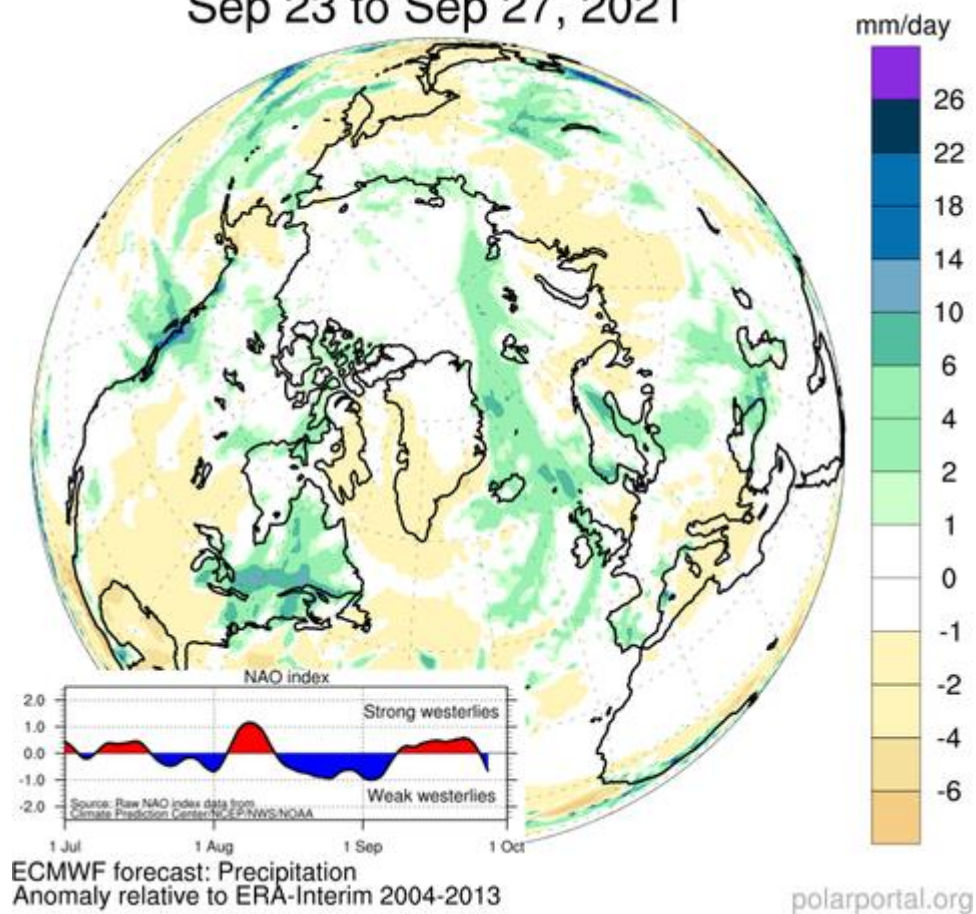 Sep 23 to Sep 27, 2021
mm/day
26
22
18
14
10
6
4
2
1
0
-1
-2
-4
-6
NAO index
2.0
1.0
0.0
-1.0
-2.0
Strong westerlies
Weak westerlies
Source: Raw NAO index data from
Climate Prediction Center/NCEP/NWS/NOAA
1 Jul
1 Aug
1 Sep
1 Oct
ECMWF forecast: Precipitation
Anomaly relative to ERA-Interim 2004-2013
polarportal.org